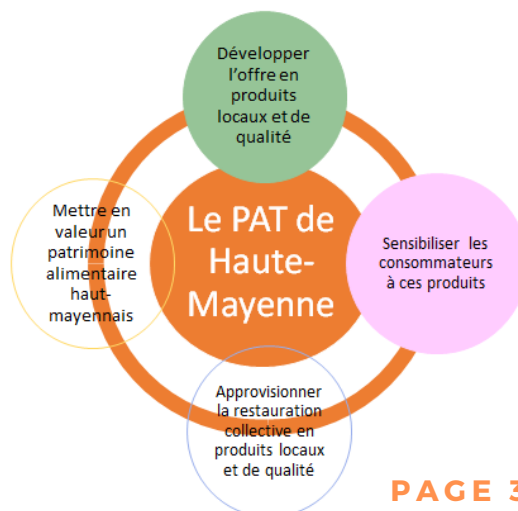 Développer
l'offre en
produits
locaux et de
qualité
Mettre en
valeur un
patrimoine
alimentaire
haut-
mayennais
Le PAT de
Haute-
Mayenne
Sensibiliser les
consommateurs
à ces produits
Approvisionner
la restauration
collective en
produits locaux
et de qualité
PAGE 3